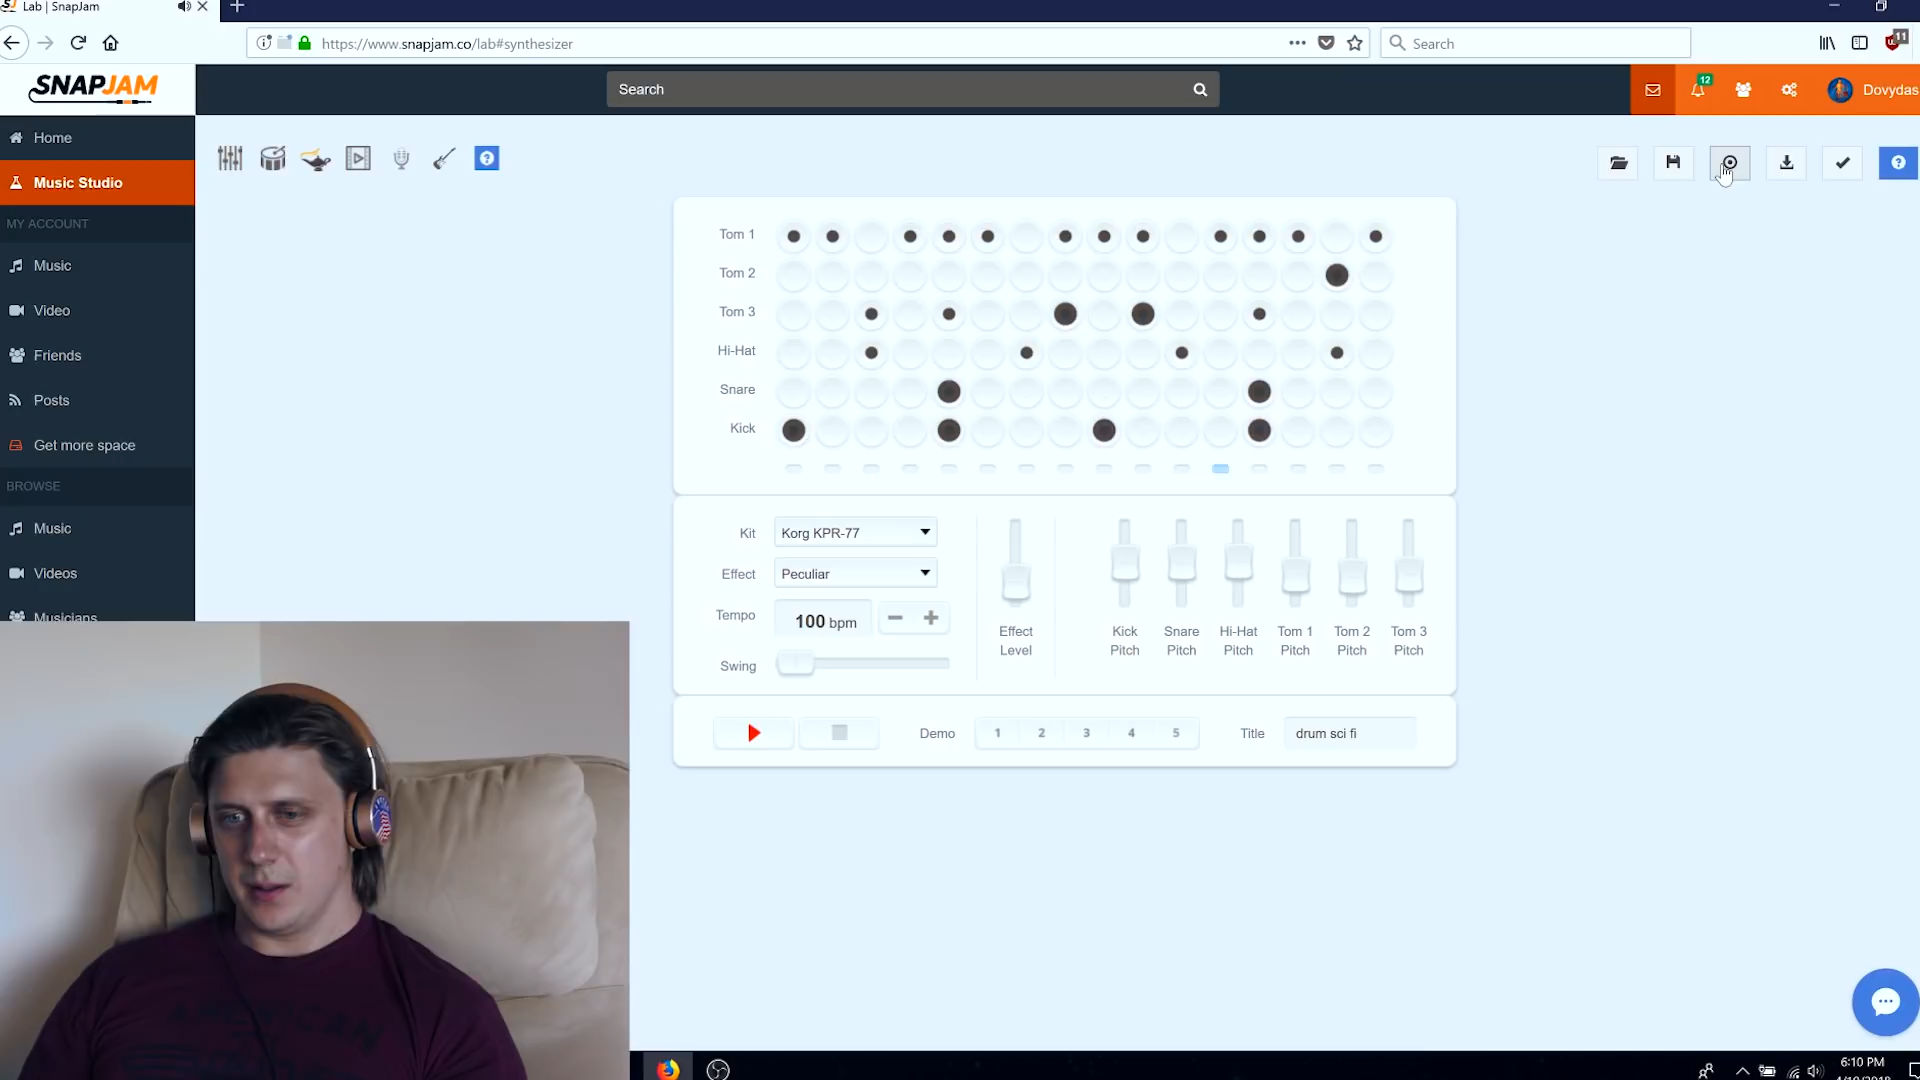 Lab | SnapJam
https://www.snapjam.co/lab#synthesizer
Search
11
SNAPJAM
Search
12
Dovydas
Home
Music Studio
MY ACCOUNT
Music
Video
Friends
Posts
Get more space
BROWSE
Music
Videos
Musicians
Tom 1
Tom 2
Tom 3
Hi-Hat
Snare
Kick
Kit
Korg KPR-77
Effect
Peculiar
Tempo
100 bpm
Swing
Effect
Level
Kick
Pitch
Snare
Pitch
Hi-Hat
Pitch
Tom 1
Pitch
Tom 2
Pitch
Tom 3
Pitch
Demo
1 2 3 4 5
Title
drum sci fi
AMERICAN
6:10 PM